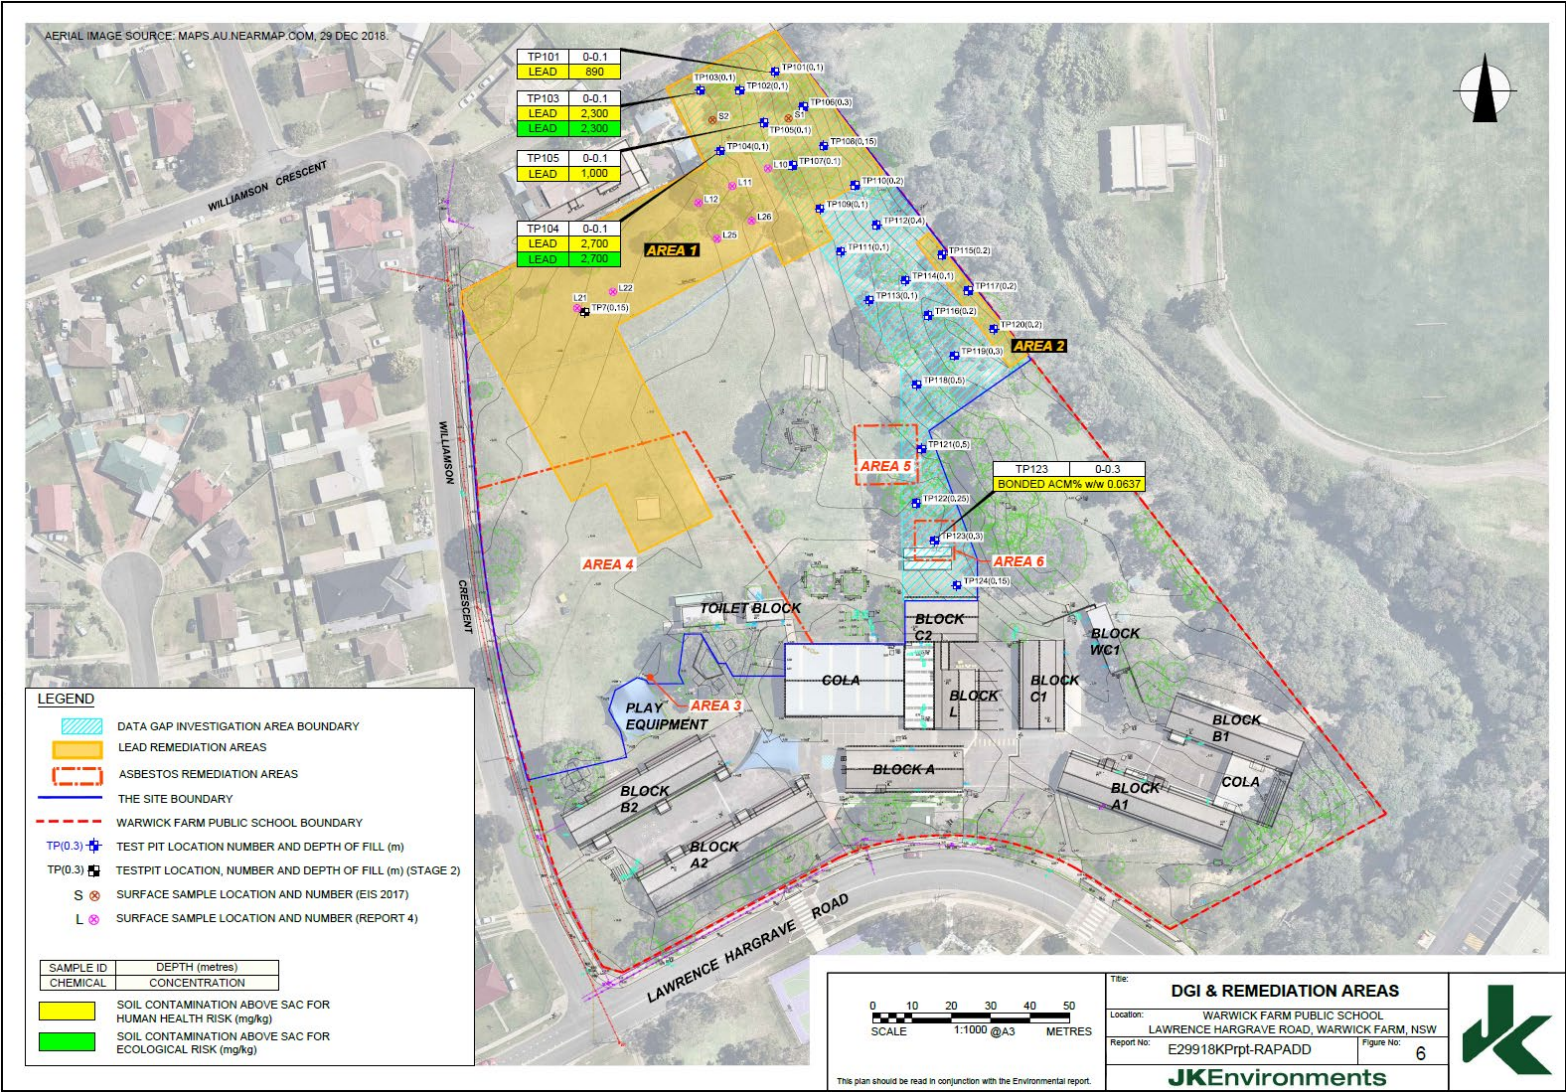 AERIAL IMAGE SOURCE: MAPS.AU.NEARMAP.COM, 29 DEC 2018.
TP101 0-0.1
LEAD 890
TP103 0-0.1
LEAD 2,300
LEAD 2,300
TP105 0-0.1
LEAD 1,000
TP104 0-0.1
LEAD 2,700
LEAD 2,700
TP101(0.1)
TP103(0.1)
TP102(0.1)
TP106(0.3)
S2
S1
TP105(0.1)
TP104(0.1)
TP108(0.15)
L10
TP107(0.1)
L11
TP110(0.2)
L12
TP109(0.1)
L26
TP112(0.4)
L25
AREA 1
TP111(0.1)
TP115(0.2)
TP114(0.1)
TP117(0.2)
L22
L21
TP7(0.15)
TP113(0.1)
TP116(0.2)
TP120(0.2)
AREA 2
TP119(0.3)
TP118(0.5)
TP121(0.5)
AREA 5
TP123 0-0.3
BONDED ACM% w/w 0.0637
TP122(0.25)
TP123(0.3)
AREA 6
AREA 4
TP124(0.15)
WILLIAMSON CRESCENT
WILLIAMSON
CRESCENT
TOILET BLOCK
BLOCK
C2
BLOCK
WC1
COLA
BLOCK
L
BLOCK
C1
AREA 3
PLAY
EQUIPMENT
BLOCK
B1
BLOCK A
COLA
BLOCK
B2
BLOCK
A1
BLOCK
A2
LAWRENCE HARGRAVE ROAD
LEGEND
DATA GAP INVESTIGATION AREA BOUNDARY
LEAD REMEDIATION AREAS
ASBESTOS REMEDIATION AREAS
THE SITE BOUNDARY
WARWICK FARM PUBLIC SCHOOL BOUNDARY
TP(0.3) TEST PIT LOCATION NUMBER AND DEPTH OF FILL (m)
TP(0.3) TESTPIT LOCATION, NUMBER AND DEPTH OF FILL (m) (STAGE 2)
S SURFACE SAMPLE LOCATION AND NUMBER (EIS 2017)
L SURFACE SAMPLE LOCATION AND NUMBER (REPORT 4)
SAMPLE ID DEPTH (metres)
CHEMICAL CONCENTRATION
SOIL CONTAMINATION ABOVE SAC FOR
HUMAN HEALTH RISK (mg/kg)
SOIL CONTAMINATION ABOVE SAC FOR
ECOLOGICAL RISK (mg/kg)
0 10 20 30 40 50
SCALE 1:1000 @A3 METRES
This plan should be read in conjunction with the Environmental report.
Title:
DGI & REMEDIATION AREAS
Location: WARWICK FARM PUBLIC SCHOOL
LAWRENCE HARGRAVE ROAD, WARWICK FARM, NSW
Report No: E29918KPrpt-RAPADD
Figure No: 6
JKEnvironments
JK